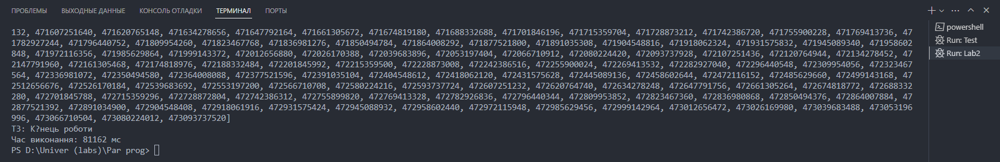 ПРОБЛЕМЫ ВЫХОДНЫЕ ДАННЫЕ КОНСОЛЬ ОТЛАДКИ ТЕРМИНАЛ ПОРТЫ
132, 471607251640, 471620765148, 471634278656, 471647792164, 471661305672, 471674819180, 471688332688, 471701846196, 471715359704, 471728873212, 471742386720, 471755900228, 471769413736, 471
782927244, 471796440752, 471809954260, 471823467768, 471836981276, 471850494784, 471864008292, 471877521800, 471891035308, 471904548816, 471918062324, 471931575832, 471945089340, 471958602
848, 471972116356, 471985629864, 471999143372, 472012656880, 472026170388, 472039683896, 472053197404, 472066710912, 472080224420, 472093737928, 472107251436, 472120764944, 472134278452, 47
2147791960, 472161305468, 472174818976, 472188332484, 472201845992, 472215359500, 472228873008, 472242386516, 472255900024, 472269413532, 472282927040, 472296440548, 472309954056, 472323467
564, 472336981072, 472350494580, 472364008088, 472377521596, 472391035104, 472404548612, 472418062120, 472431575628, 472445089136, 472458602644, 472472116152, 472485629660, 472499143168, 47
2512656676, 472526170184, 472539683692, 472553197200, 472566710708, 472580224216, 472593737724, 472607251232, 472620764740, 472634278248, 472647791756, 472661305264, 472674818772, 472688332
280, 472701845788, 472715359296, 472728872804, 472742386312, 472755899820, 472769413328, 472782926836, 472796440344, 472809953852, 472823467360, 472836980868, 472850494376, 472864007884, 47
2877521392, 472891034900, 472904548408, 472918061916, 472931575424, 472945088932, 472958602440, 472972115948, 472985629456, 472999142964, 473012656472, 473026169980, 473039683488, 473053196
996, 473066710504, 473080224012, 473093737520]
T3: К?нець роботи
Час виконання: 81162 мс
PS D:\Univer (labs)\Par prog>
powershell
Run: Test
Run: Lab2